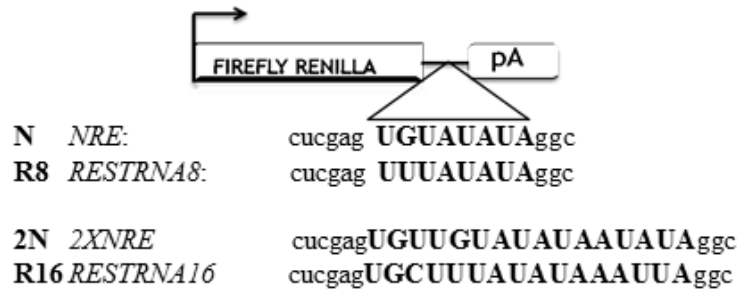 FIREFLY RENILLA pA
N NRE: cucgag UGUAUAUAggc
R8 RESTRNA8: cucgag UUUAUAUAggc
2N 2XNRE cucgagUGUUGUAUAUAAUAUAggc
R16 RESTRNA16 cucgagUGCUUUAUAUAAAUUAggc